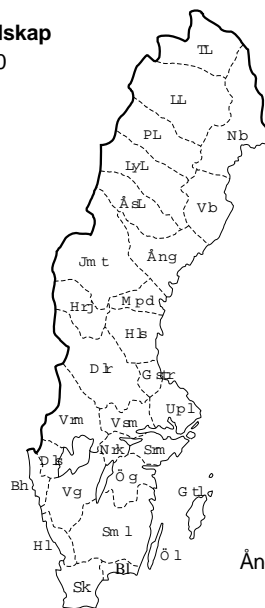 lskap
0
TL
LL
Nb
PL
LyL
ÅsL
Vb
Ång
Jmt
Hrj
Mpd
Hls
Dlr
Gstr
Upl
Vrm
Vsm
Nrk
Srm
Dls
Bh
Vg
Ög
Gtl
Hl
Sml
Öl
Ån
Bl
Sk